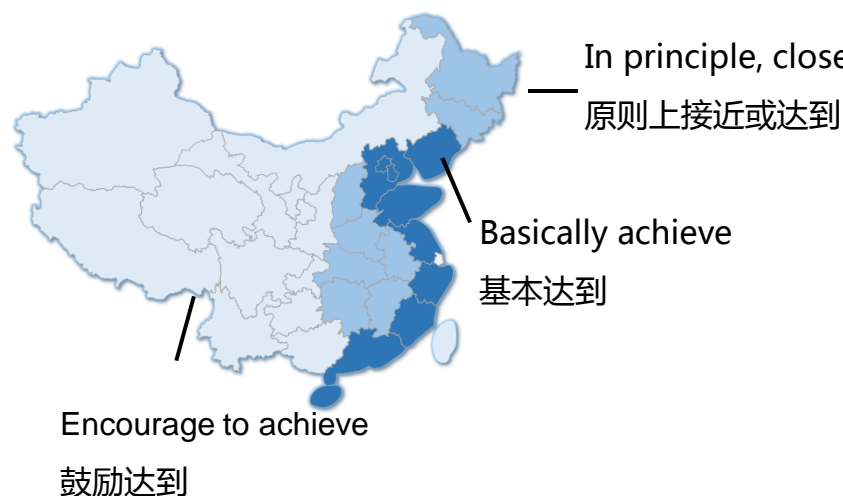 In principle, close
原则上接近或达到
Basically achieve
基本达到
Encourage to achieve
鼓励达到